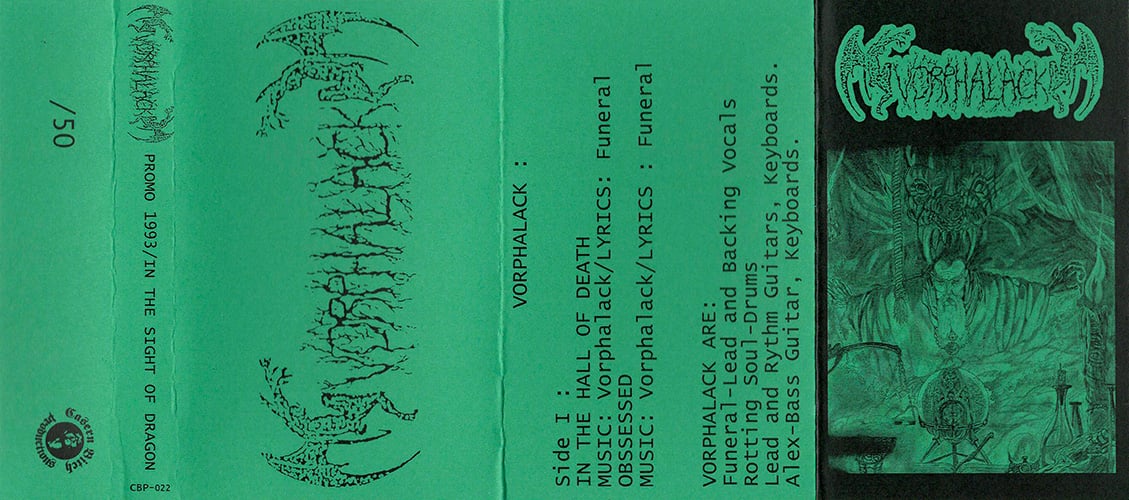 /50
VORPHALACK
PROMO 1993/IN THE SIGHT OF DRAGON
CBP-022
VORPHALACK
VORPHALACK :
Side I :
IN THE HALL OF DEATH
MUSIC: Vorphalack/LYRICS: Funeral
OBSSESSED
MUSIC: Vorphalack/LYRICS : Funeral
VORPHALACK ARE:
Funeral-Lead and Backing Vocals
Rotting Soul-Drums
Lead and Rythm Guitars, Keyboards.
Alex-Bass Guitar, Keyboards.
VORPHALACK